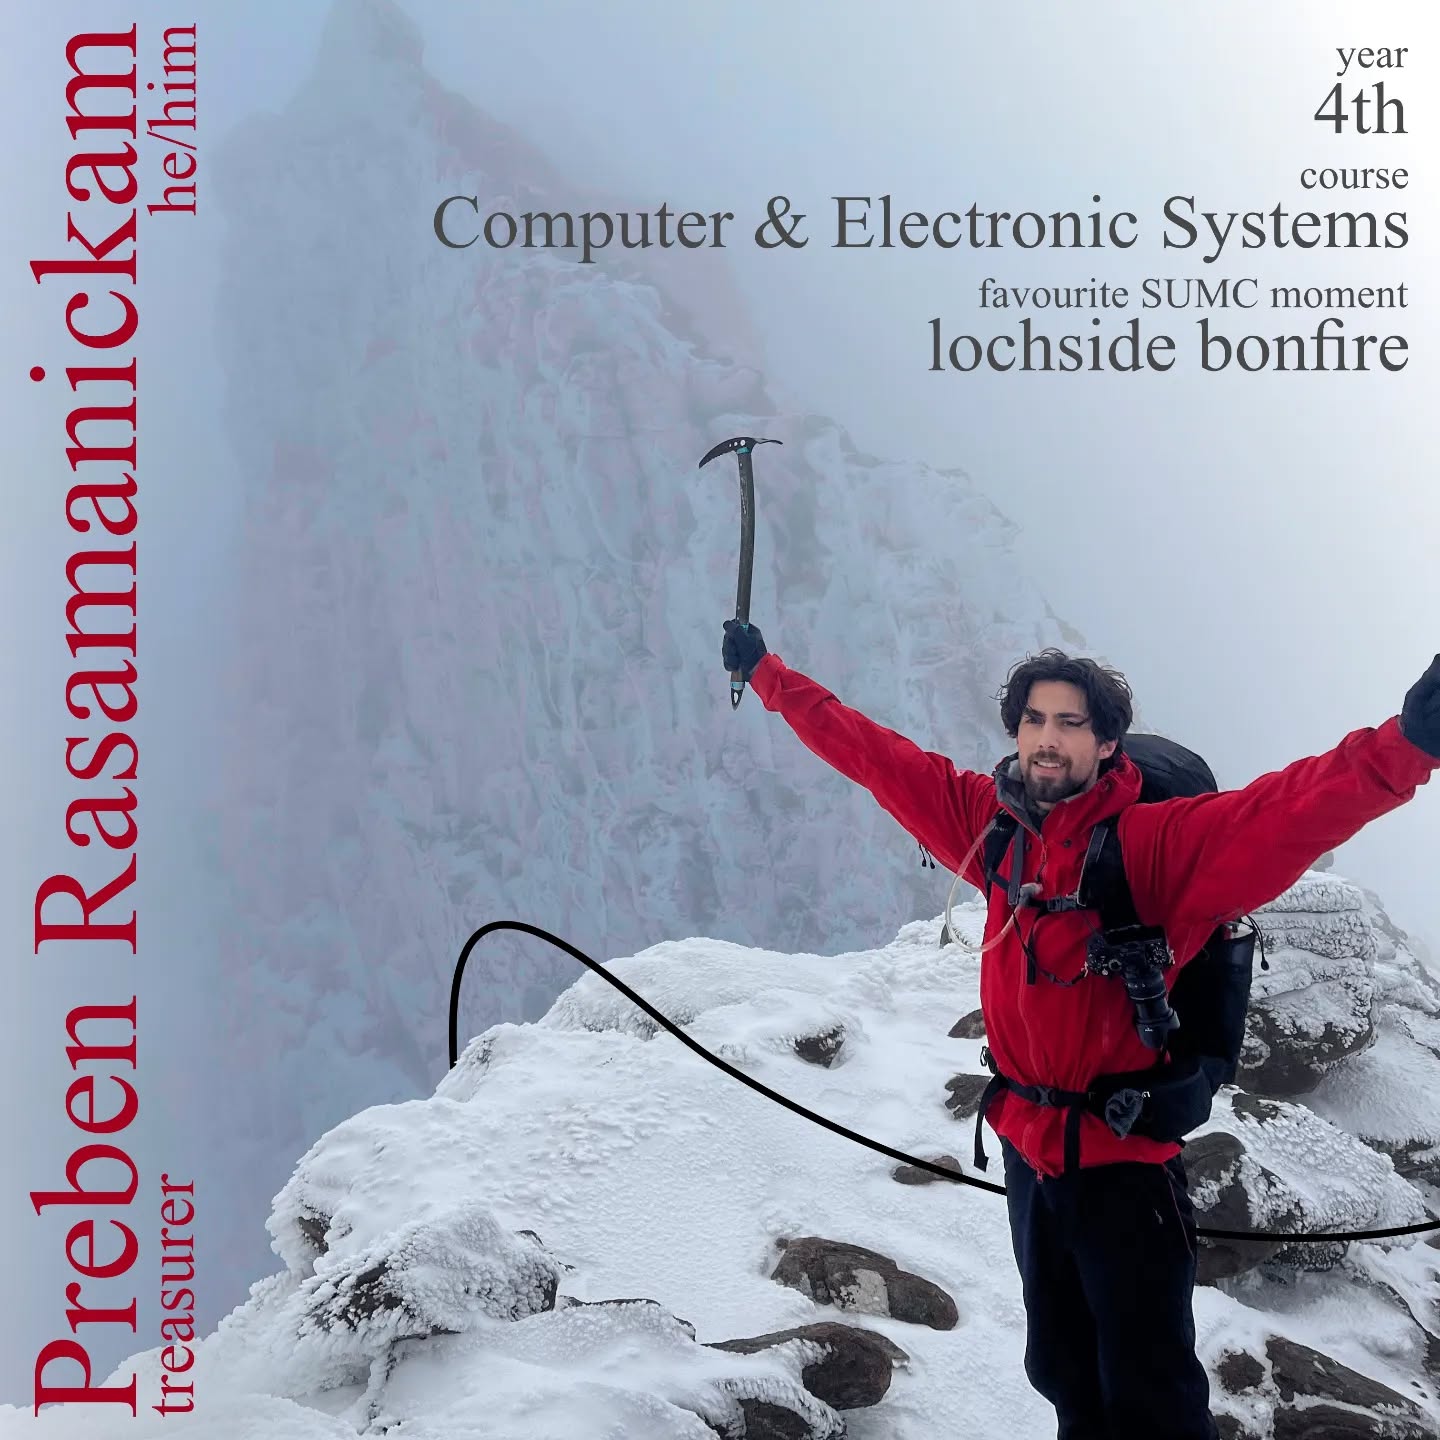 Preben Rasamanickam
he/him
treasurer
year
4th
course
Computer & Electronic Systems
favourite SUMC moment
lochside bonfire